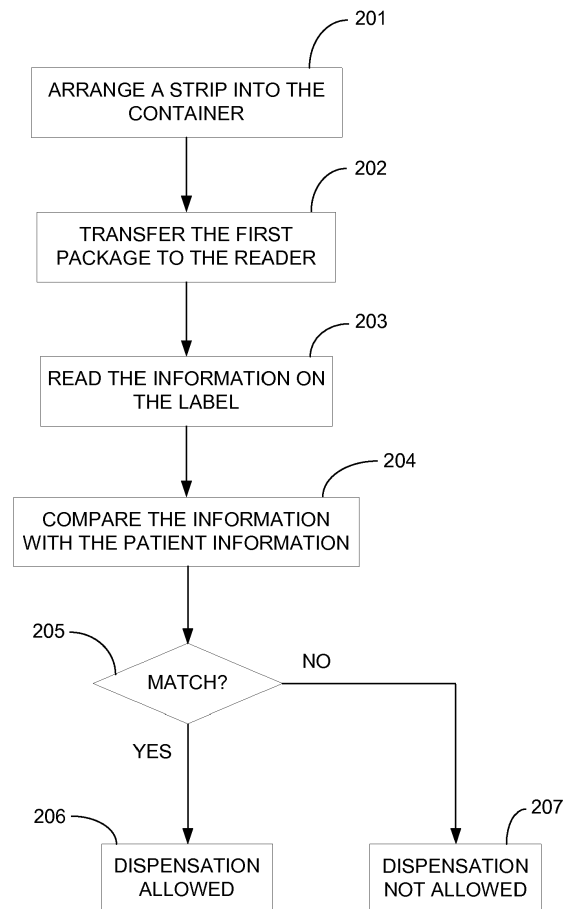 201
ARRANGE A STRIP INTO THE
CONTAINER
202
TRANSFER THE FIRST
PACKAGE TO THE READER
203
READ THE INFORMATION ON
THE LABEL
204
COMPARE THE INFORMATION
WITH THE PATIENT INFORMATION
205
MATCH?
NO
YES
206
DISPENSATION
ALLOWED
207
DISPENSATION
NOT ALLOWED